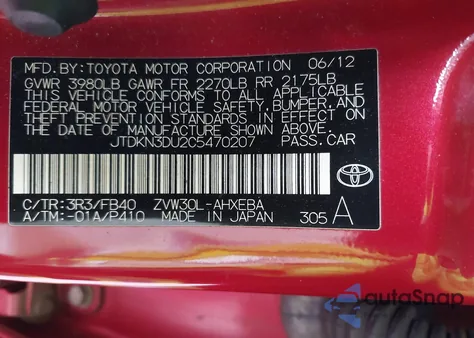 MFD.BY:TOYOTA MOTOR CORPORATION 06/12
GVWR 3980LB GAWR FR 2270LB RR 2175LB
THIS VEHICLE CONFORMS TO ALL APPLICABLE
FEDERAL MOTOR VEHICLE SAFETY,BUMPER,AND
THEFT PREVENTION STANDARDS IN EFFECT ON
THE DATE OF MANUFACTURE SHOWN ABOVE.
JTDKN3DU2C5470207 PASS.CAR
C/TR:3R3/FB40 ZVW30L-AHXEBA
A/TM:-01A/P410 MADE IN JAPAN 305 A
TOYOTA
autoSnap